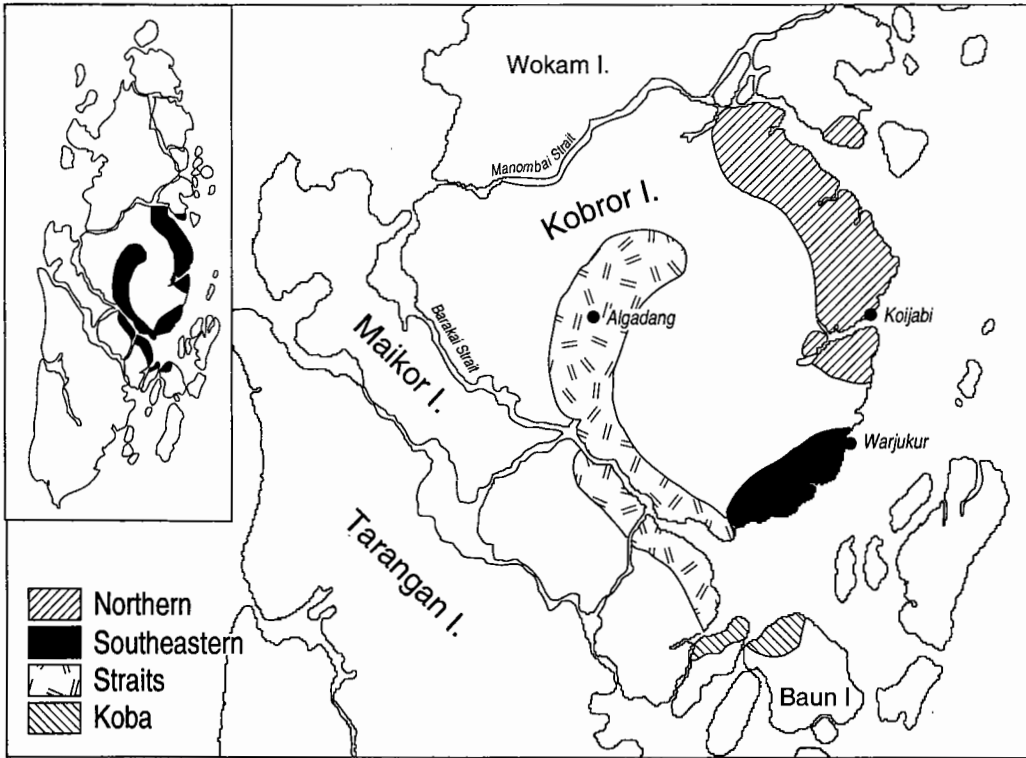 Wokam I.
Manombai Strait
Kobror I.
Algadang
Koijabi
Barakai Strait
Maikor I.
Warjukur
Tarangan I.
Northern
Southeastern
Straits
Koba
Baun I